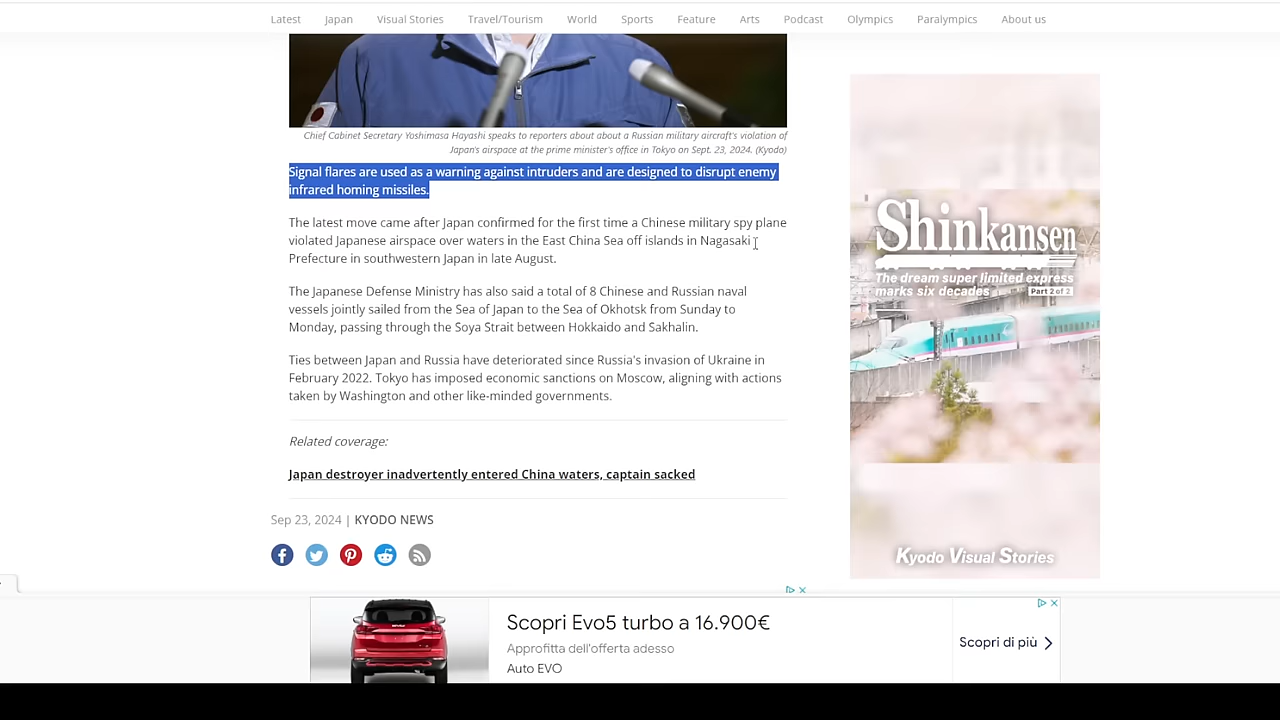 Latest Japan Visual Stories Travel/Tourism World Sports Feature Arts Podcast Olympics Paralympics About us
Chief Cabinet Secretary Yoshimasa Hayashi speaks to reporters about about a Russian military aircraft's violation of
Japan's airspace at the prime minister's office in Tokyo on Sept. 23, 2024. (Kyodo)
Signal flares are used as a warning against intruders and are designed to disrupt enemy
infrared homing missiles.
The latest move came after Japan confirmed for the first time a Chinese military spy plane
violated Japanese airspace over waters in the East China Sea off islands in Nagasaki
Prefecture in southwestern Japan in late August.
The Japanese Defense Ministry has also said a total of 8 Chinese and Russian naval
vessels jointly sailed from the Sea of Japan to the Sea of Okhotsk from Sunday to
Monday, passing through the Soya Strait between Hokkaido and Sakhalin.
Ties between Japan and Russia have deteriorated since Russia's invasion of Ukraine in
February 2022. Tokyo has imposed economic sanctions on Moscow, aligning with actions
taken by Washington and other like-minded governments.
Related coverage:
Japan destroyer inadvertently entered China waters, captain sacked
Sep 23, 2024 | KYODO NEWS
Shinkansen
The dream super limited express
marks six decades Part 2 of 2
Kyodo Visual Stories
Scopri Evo5 turbo a 16.900€
Approfitta dell'offerta adesso
Auto EVO
Scopri di più